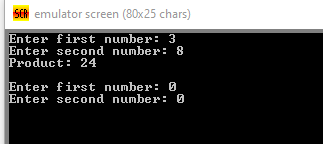 SCR emulator screen (80x25 chars)
Enter first number: 3
Enter second number: 8
Product: 24
Enter first number: 0
Enter second number: 0